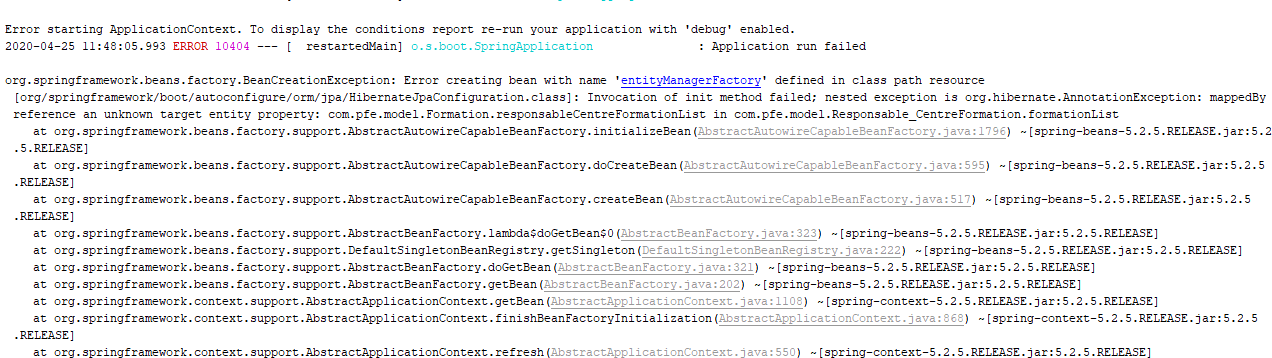 Error starting ApplicationContext. To display the conditions report re-run your application with 'debug' enabled.
2020-04-25 11:48:05.993 ERROR 10404 --- [  restartedMain] o.s.boot.SpringApplication               : Application run failed
org.springframework.beans.factory.BeanCreationException: Error creating bean with name 'entityManagerFactory' defined in class path resource
[org/springframework/boot/autoconfigure/orm/jpa/HibernateJpaConfiguration.class]: Invocation of init method failed; nested exception is org.hibernate.AnnotationException: mappedBy
reference an unknown target entity property: com.pfe.model.Formation.responsableCentreFormationList in com.pfe.model.Responsable_CentreFormation.formationList
at org.springframework.beans.factory.support.AbstractAutowireCapableBeanFactory.initializeBean(AbstractAutowireCapableBeanFactory.java:1796) ~[spring-beans-5.2.5.RELEASE.jar:5.2
.5.RELEASE]
at org.springframework.beans.factory.support.AbstractAutowireCapableBeanFactory.doCreateBean(AbstractAutowireCapableBeanFactory.java:595) ~[spring-beans-5.2.5.RELEASE.jar:5.2.5
.RELEASE]
at org.springframework.beans.factory.support.AbstractAutowireCapableBeanFactory.createBean(AbstractAutowireCapableBeanFactory.java:517) ~[spring-beans-5.2.5.RELEASE.jar:5.2.5
.RELEASE]
at org.springframework.beans.factory.support.AbstractBeanFactory.lambda$doGetBean$0(AbstractBeanFactory.java:323) ~[spring-beans-5.2.5.RELEASE.jar:5.2.5.RELEASE]
at org.springframework.beans.factory.support.DefaultSingletonBeanRegistry.getSingleton(DefaultSingletonBeanRegistry.java:222) ~[spring-beans-5.2.5.RELEASE.jar:5.2.5.RELEASE]
at org.springframework.beans.factory.support.AbstractBeanFactory.doGetBean(AbstractBeanFactory.java:321) ~[spring-beans-5.2.5.RELEASE.jar:5.2.5.RELEASE]
at org.springframework.beans.factory.support.AbstractBeanFactory.getBean(AbstractBeanFactory.java:202) ~[spring-beans-5.2.5.RELEASE.jar:5.2.5.RELEASE]
at org.springframework.context.support.AbstractApplicationContext.getBean(AbstractApplicationContext.java:1108) ~[spring-context-5.2.5.RELEASE.jar:5.2.5.RELEASE]
at org.springframework.context.support.AbstractApplicationContext.finishBeanFactoryInitialization(AbstractApplicationContext.java:868) ~[spring-context-5.2.5.RELEASE.jar:5.2.5
.RELEASE]
at org.springframework.context.support.AbstractApplicationContext.refresh(AbstractApplicationContext.java:550) ~[spring-context-5.2.5.RELEASE.jar:5.2.5.RELEASE]